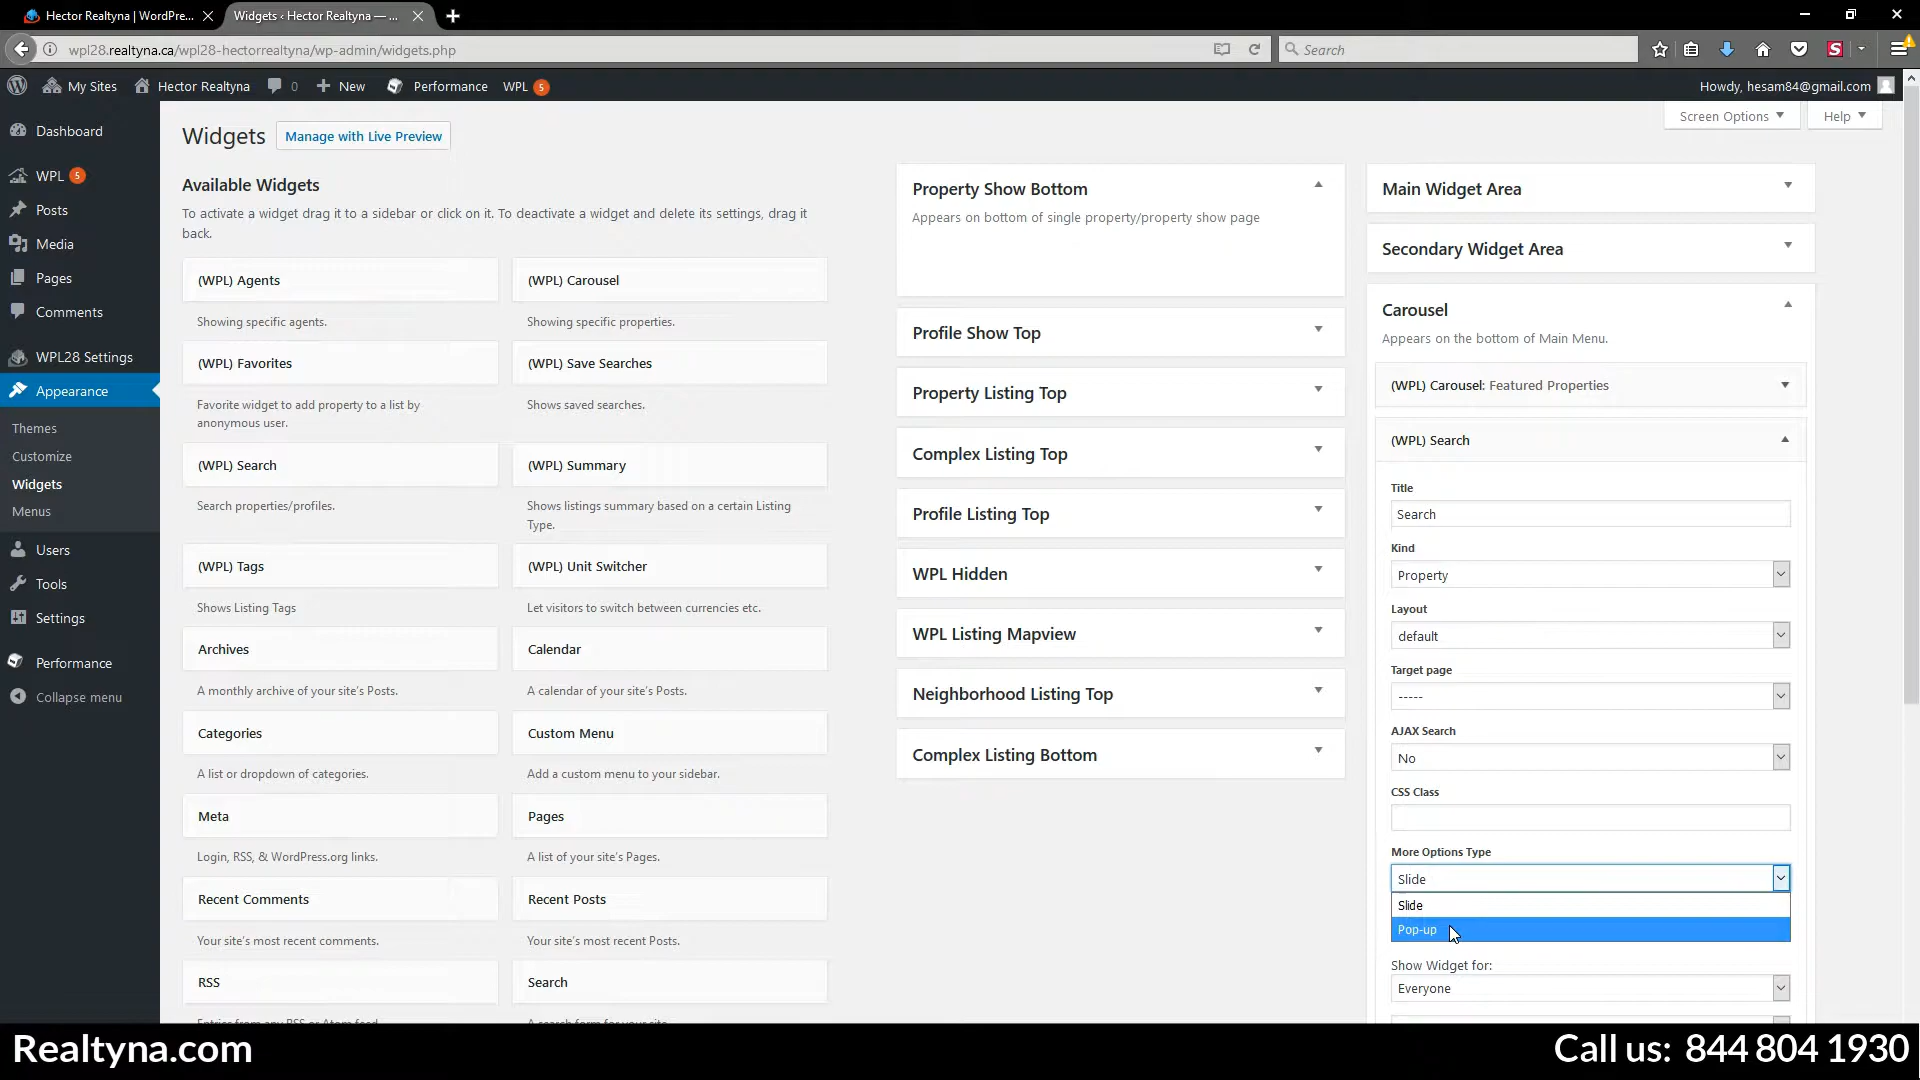 Hector Realtyna | WordPre...
Widgets ‹ Hector Realtyna — ...
wpl28.realtyna.ca/wpl28-hectorrealtyna/wp-admin/widgets.php
Search
My Sites
Hector Realtyna
0
New
Performance
WPL 5
Howdy, hesam84@gmail.com
Screen Options
Help
Dashboard
WPL 5
Posts
Media
Pages
Comments
WPL28 Settings
Appearance
Themes
Customize
Widgets
Menus
Users
Tools
Settings
Performance
Collapse menu
Widgets
Manage with Live Preview
Available Widgets
To activate a widget drag it to a sidebar or click on it. To deactivate a widget and delete its settings, drag it
back.
(WPL) Agents
Showing specific agents.
(WPL) Carousel
Showing specific properties.
(WPL) Favorites
Favorite widget to add property to a list by
anonymous user.
(WPL) Save Searches
Shows saved searches.
(WPL) Search
Search properties/profiles.
(WPL) Summary
Shows listings summary based on a certain Listing
Type.
(WPL) Tags
Shows Listing Tags
(WPL) Unit Switcher
Let visitors to switch between currencies etc.
Archives
A monthly archive of your site's Posts.
Calendar
A calendar of your site's Posts.
Categories
A list or dropdown of categories.
Custom Menu
Add a custom menu to your sidebar.
Meta
Login, RSS, & WordPress.org links.
Pages
A list of your site's Pages.
Recent Comments
Your site's most recent comments.
Recent Posts
Your site's most recent Posts.
RSS
Entries from any RSS or Atom feed.
Search
A search form for your site.
Property Show Bottom
Appears on bottom of single property/property show page
Profile Show Top
Property Listing Top
Complex Listing Top
Profile Listing Top
WPL Hidden
WPL Listing Mapview
Neighborhood Listing Top
Complex Listing Bottom
Main Widget Area
Secondary Widget Area
Carousel
Appears on the bottom of Main Menu.
(WPL) Carousel: Featured Properties
(WPL) Search
Title
Search
Kind
Property
Layout
default
Target page
-----
AJAX Search
No
CSS Class
More Options Type
Slide
Slide
Pop-up
Show Widget for:
Everyone
Realtyna.com
Call us: 844 804 1930